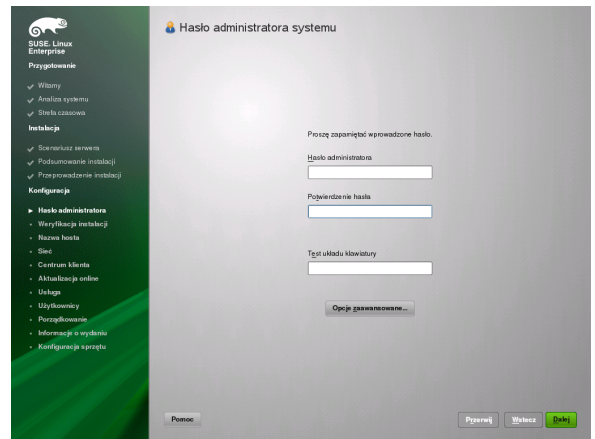 SUSE. Linux
Enterprise
Przygotowanie
Witamy
Analiza systemu
Strefa czasowa
Instalacja
Scenariusz serwera
Podsumowanie instalacji
Przeprowadzenie instalacji
Konfiguracja
Hasło administratora
Weryfikacja instalacji
Nazwa hosta
Sieć
Centrum klienta
Aktualizacja online
Usługa
Użytkownicy
Porządkowanie
Informacje o wydaniu
Konfiguracja sprzętu
Hasło administratora systemu
Proszę zapamiętać wprowadzone hasło.
Hasło administratora
Potwierdzenie hasła
Test układu klawiatury
Opcje zaawansowane...
Pomoc
Przerwij
Wstecz
Dalej